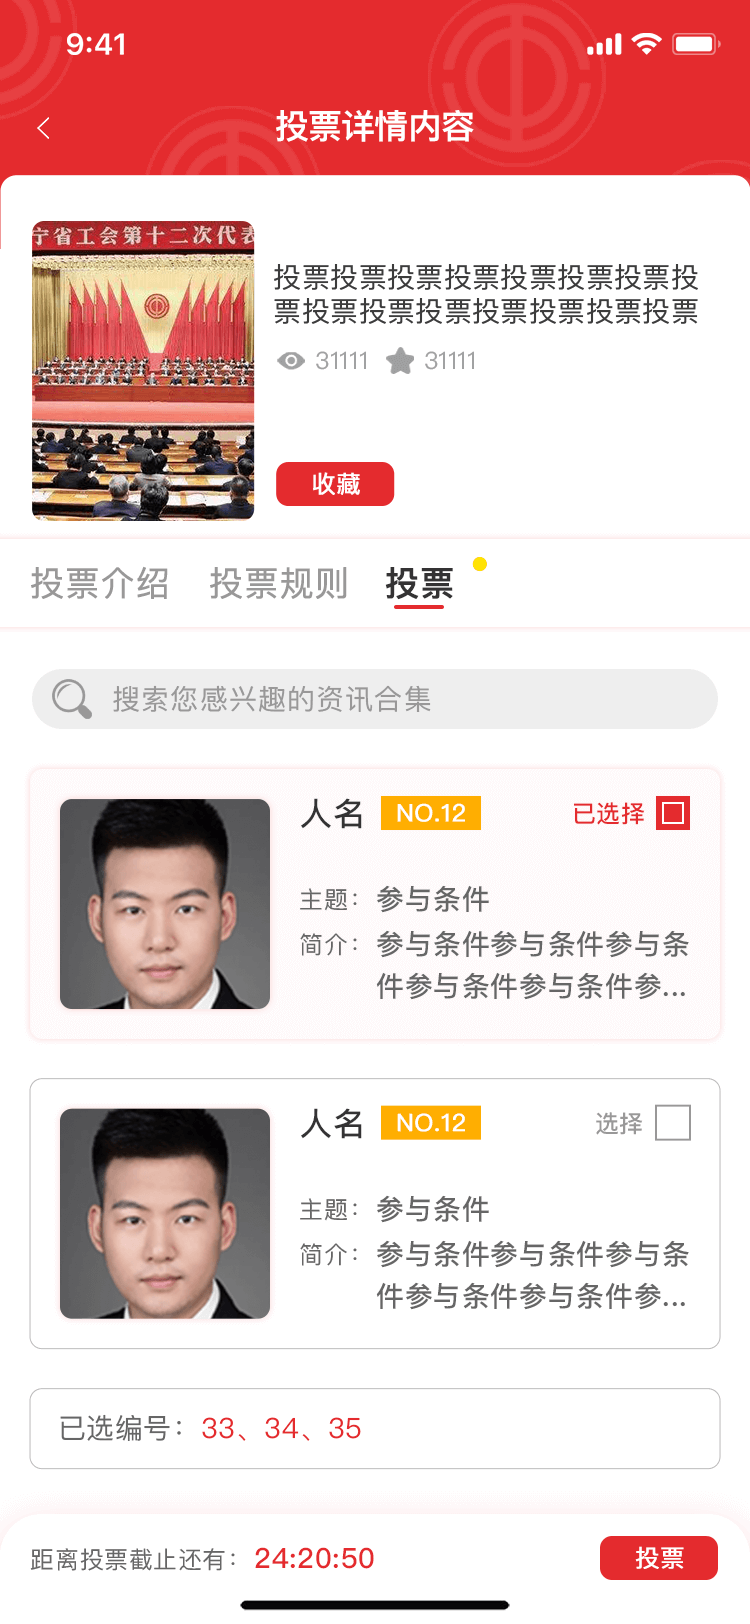 9:41
投票详情内容
宁省工会第十二次代表
投票投票投票投票投票投票投票投
票投票投票投票投票投票投票投票
31111 31111
收藏
投票介绍 投票规则 投票
搜索您感兴趣的资讯合集
人名 NO.12 已选择
主题：参与条件
简介：参与条件参与条件参与条
件参与条件参与条件参...
人名 NO.12 选择
主题：参与条件
简介：参与条件参与条件参与条
件参与条件参与条件参...
已选编号：33、34、35
距离投票截止还有：24:20:50 投票